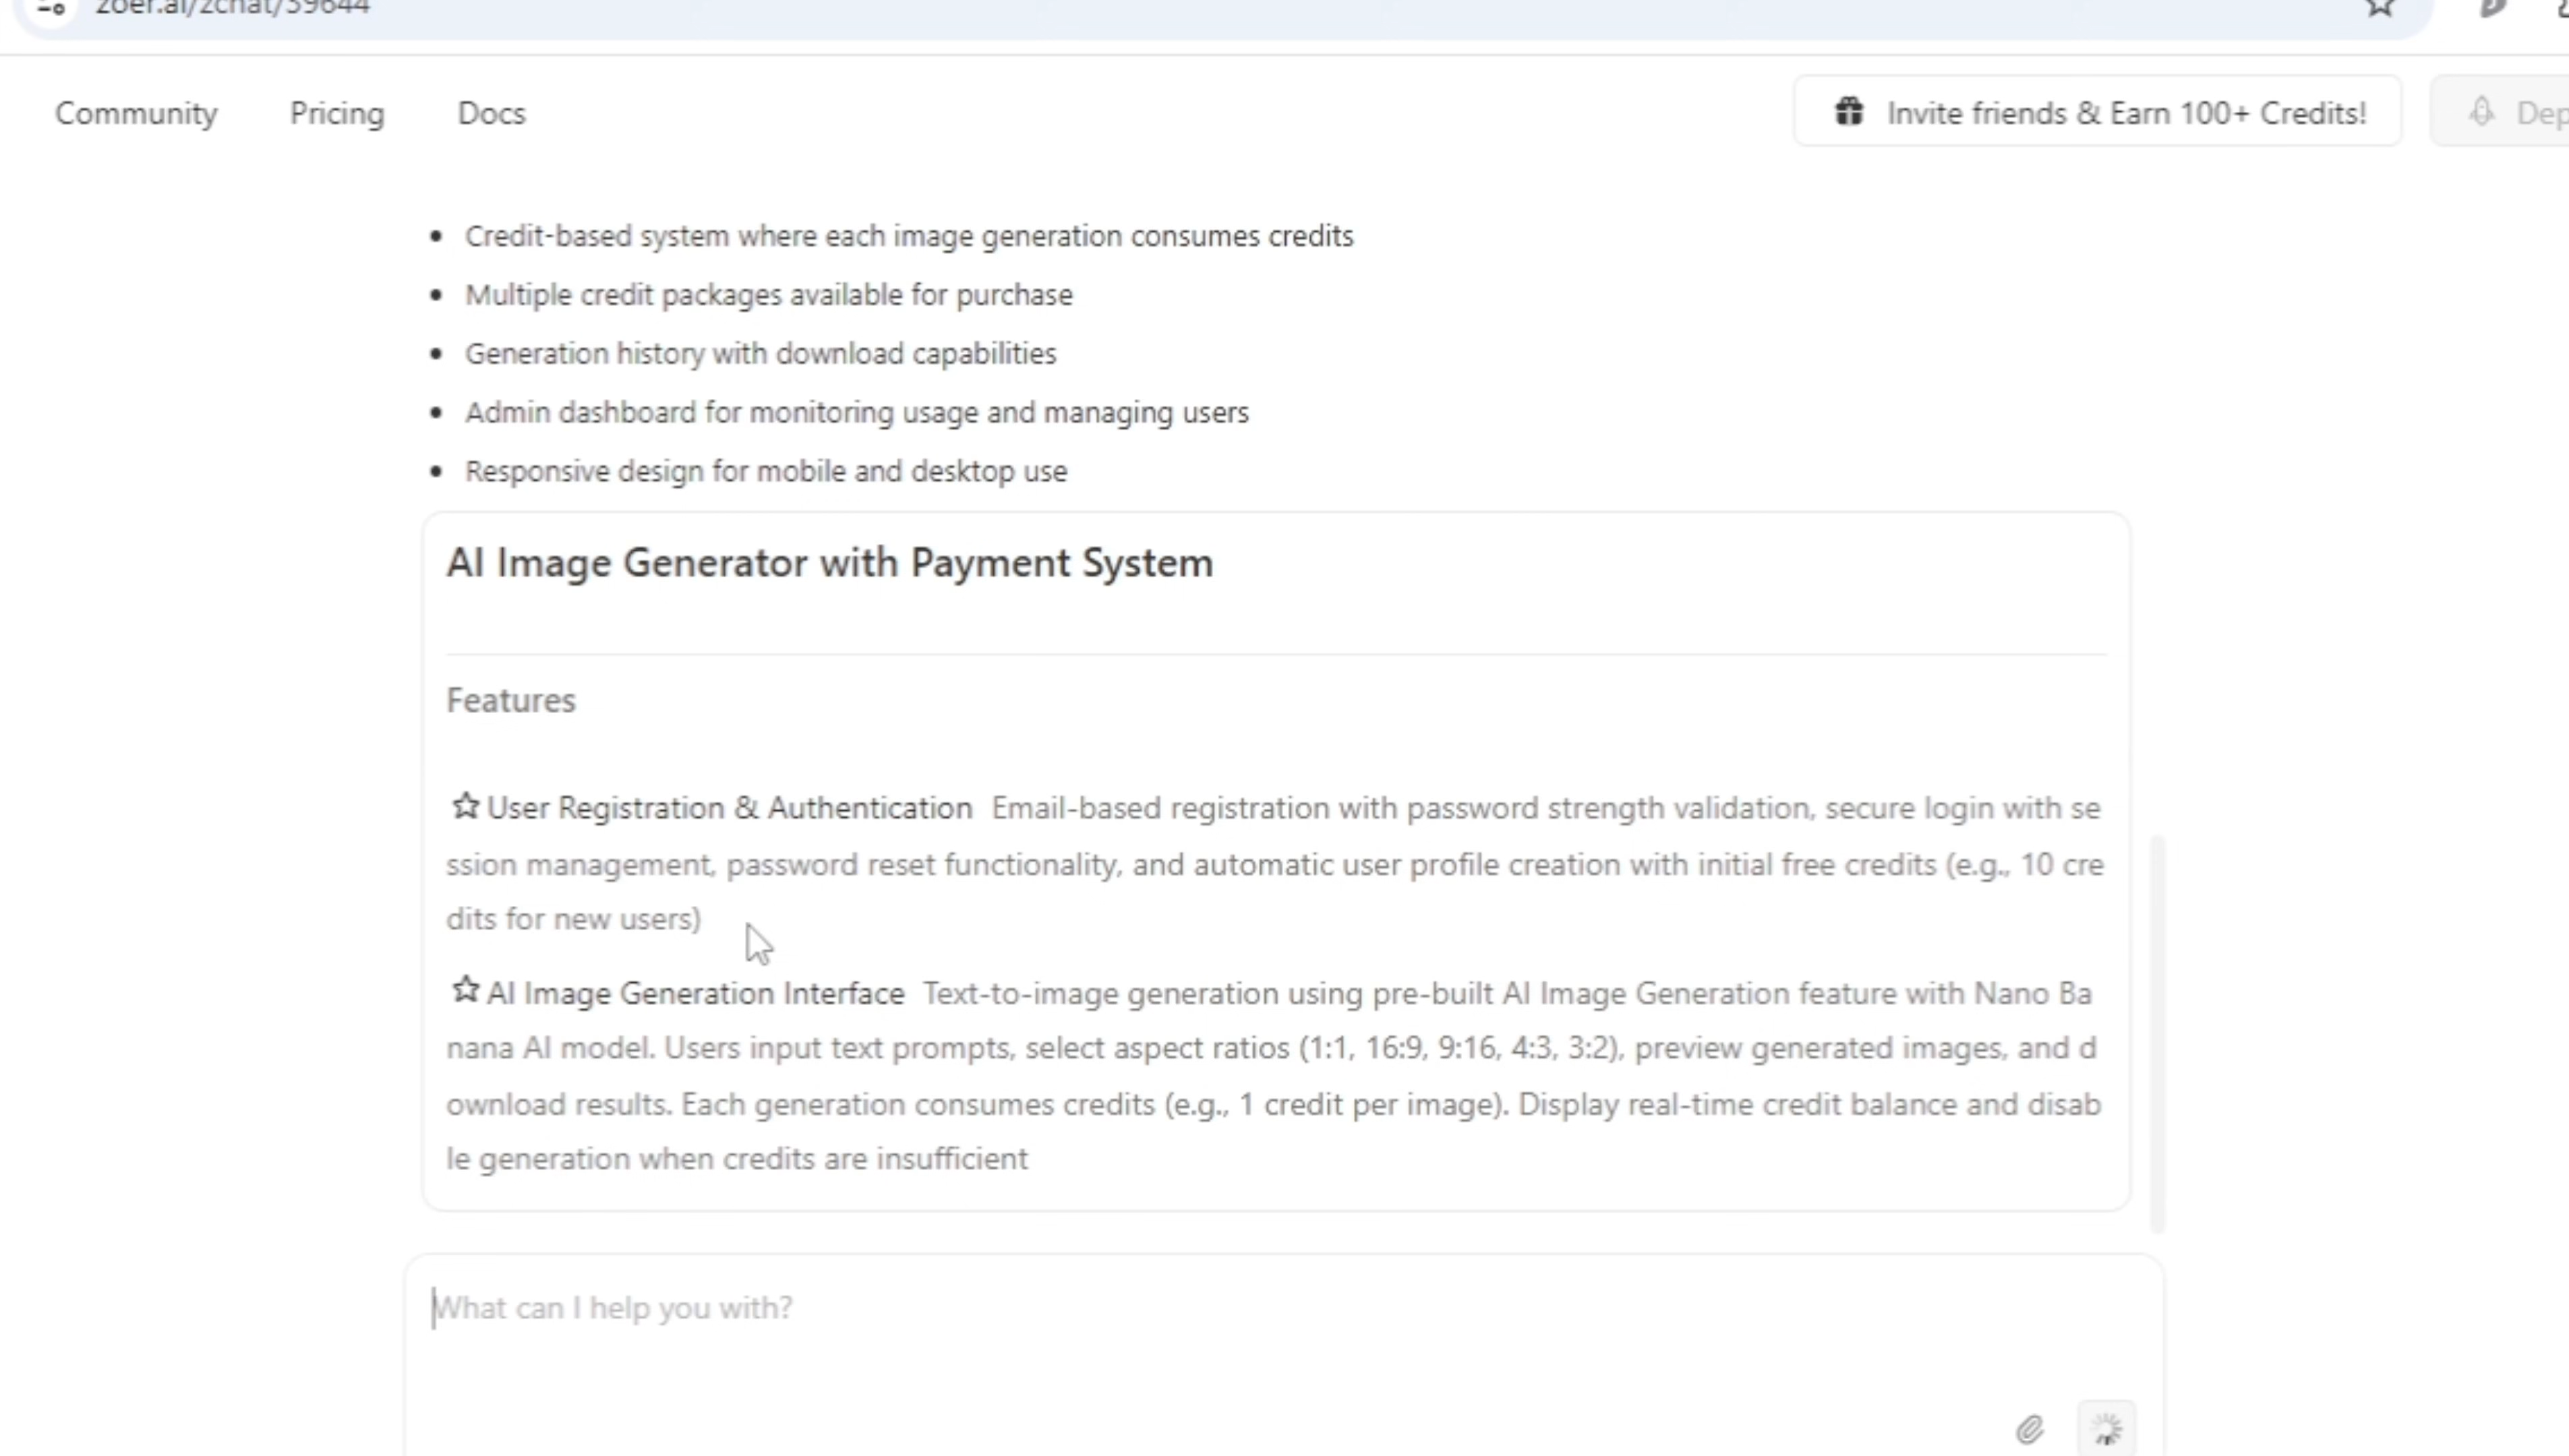 zoer.ai/zchat/39644
Community Pricing Docs Invite friends & Earn 100+ Credits! Dep
Credit-based system where each image generation consumes credits
Multiple credit packages available for purchase
Generation history with download capabilities
Admin dashboard for monitoring usage and managing users
Responsive design for mobile and desktop use
AI Image Generator with Payment System
Features
User Registration & Authentication Email-based registration with password strength validation, secure login with se
ssion management, password reset functionality, and automatic user profile creation with initial free credits (e.g., 10 cre
dits for new users)
AI Image Generation Interface Text-to-image generation using pre-built AI Image Generation feature with Nano Ba
nana AI model. Users input text prompts, select aspect ratios (1:1, 16:9, 9:16, 4:3, 3:2), preview generated images, and d
ownload results. Each generation consumes credits (e.g., 1 credit per image). Display real-time credit balance and disab
le generation when credits are insufficient
What can I help you with?